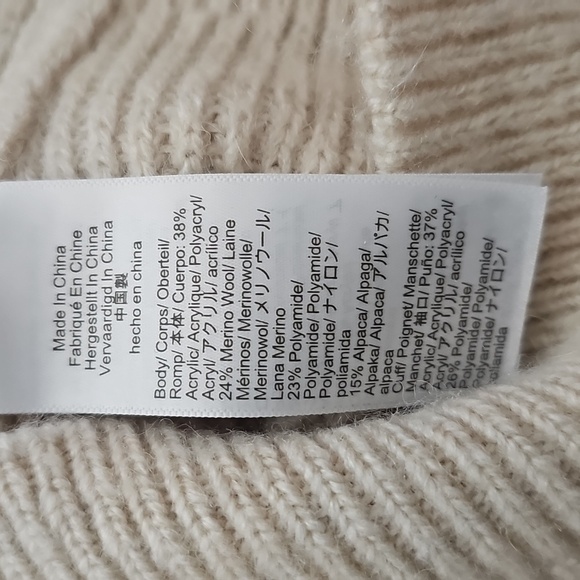 Made In China
Fabriqué En Chine
Hergestellt In China
Vervaardigd In China
中国製
hecho en china
Body/ Corps/ Oberteil/
Romp/ 本体/ Cuerpo: 38%
Acrylic/ Acrylique/ Polyacryl/
Acryl/ アクリル/ acrílico
24% Merino Wool/ Laine
Mérinos/ Merinowolle/
Merinowol/ メリノウール/
Lana Merino
23% Polyamide/
Polyamide/ Polyamide/
Polyamide/ ナイロン/
poliamida
15% Alpaca/ Alpaga/
Alpaka/ Alpaca/ アルパカ/
alpaca
Cuff/ Poignet/ Manschette/
Manchet/ 袖口/ Puño: 37%
Acrylic/ Acrylique/ Polyacryl/
Acryl/ アクリル/ acrílico
26% Polyamide/
Polyamide/ Polyamide/
Polyamide/ ナイロン/
poliamida